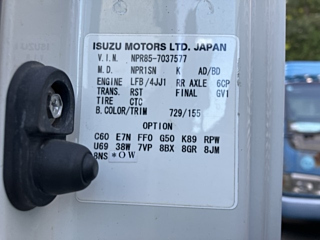 ISUZU MOTORS LTD. JAPAN
V.I.N. NPR85-7037577
M.D. NPR1SN K AD/BD
ENGINE LFB/4JJ1 RR AXLE 6CP
TRANS. RST FINAL GV1
TIRE CTC
B.COLOR/TRIM 729/155
OPTION
C60 E7N FF0 G50 K89 RPW
U69 38W 7VP 8BX 8GR 8JM
8NS *OW